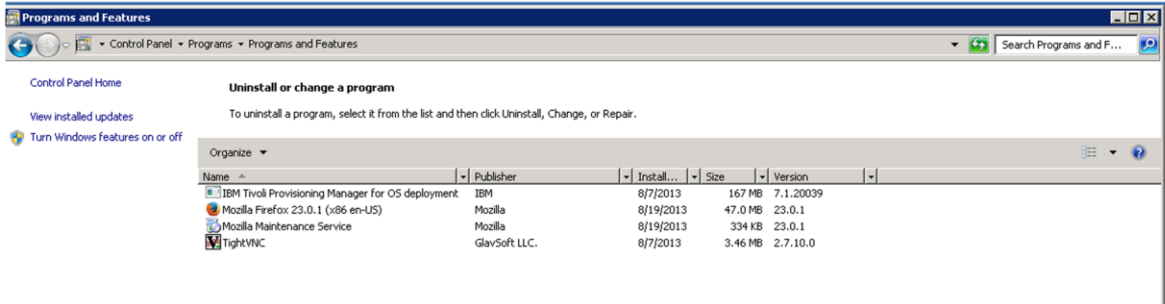 Programs and Features
Control Panel Programs Programs and Features Search Programs and F...
Control Panel Home
View installed updates
Turn Windows features on or off
Uninstall or change a program
To uninstall a program, select it from the list and then click Uninstall, Change, or Repair.
Organize
Name Publisher Install... Size Version
IBM Tivoli Provisioning Manager for OS deployment IBM 8/7/2013 167 MB 7.1.20039
Mozilla Firefox 23.0.1 (x86 en-US) Mozilla 8/19/2013 47.0 MB 23.0.1
Mozilla Maintenance Service Mozilla 8/19/2013 334 KB 23.0.1
TightVNC GlavSoft LLC. 8/7/2013 3.46 MB 2.7.10.0